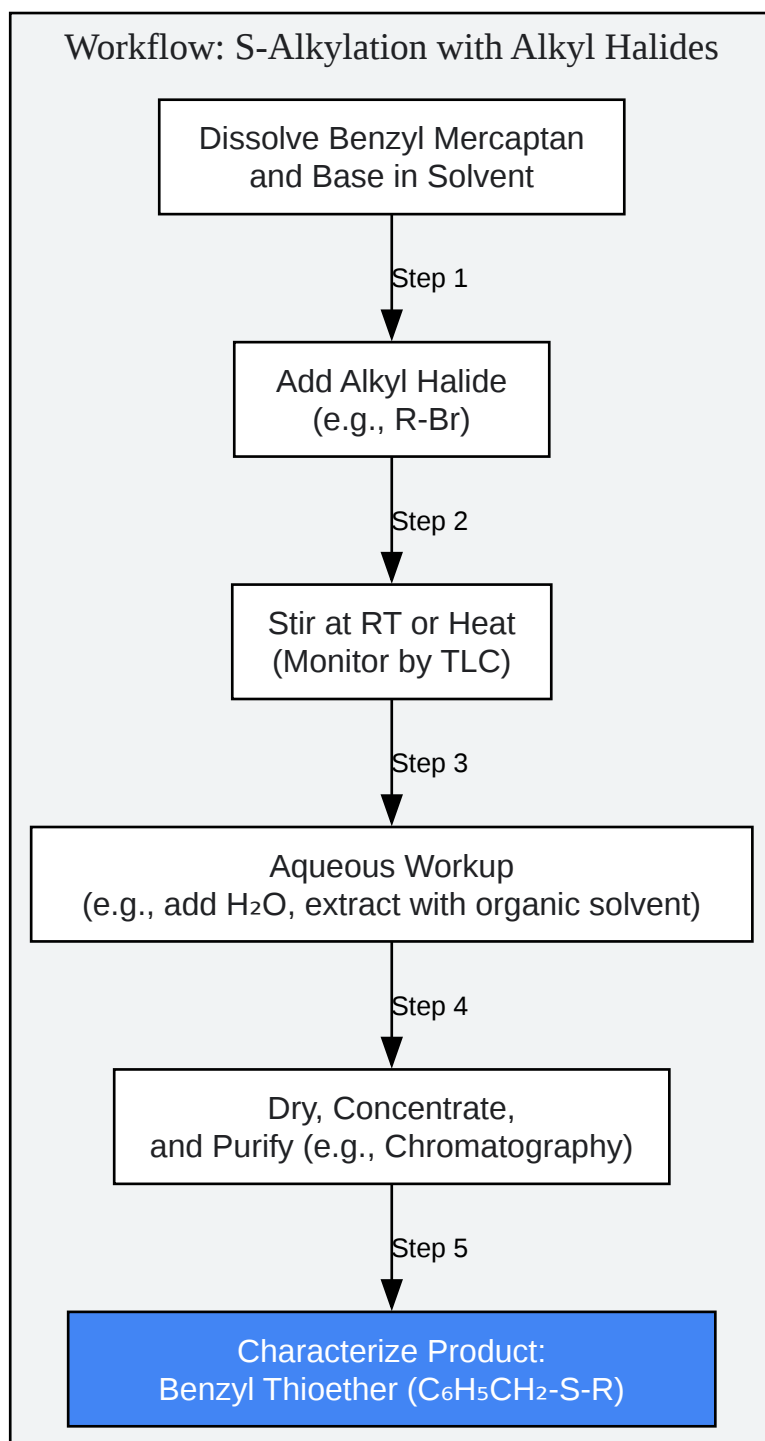 Workflow: S-Alkylation with Alkyl Halides
Dissolve Benzyl Mercaptan
and Base in Solvent
Step 1
Add Alkyl Halide
(e.g., R-Br)
Step 2
Stir at RT or Heat
(Monitor by TLC)
Step 3
Aqueous Workup
(e.g., add H₂O, extract with organic solvent)
Step 4
Dry, Concentrate,
and Purify (e.g., Chromatography)
Step 5
Characterize Product:
Benzyl Thioether (C₆H₅CH₂-S-R)